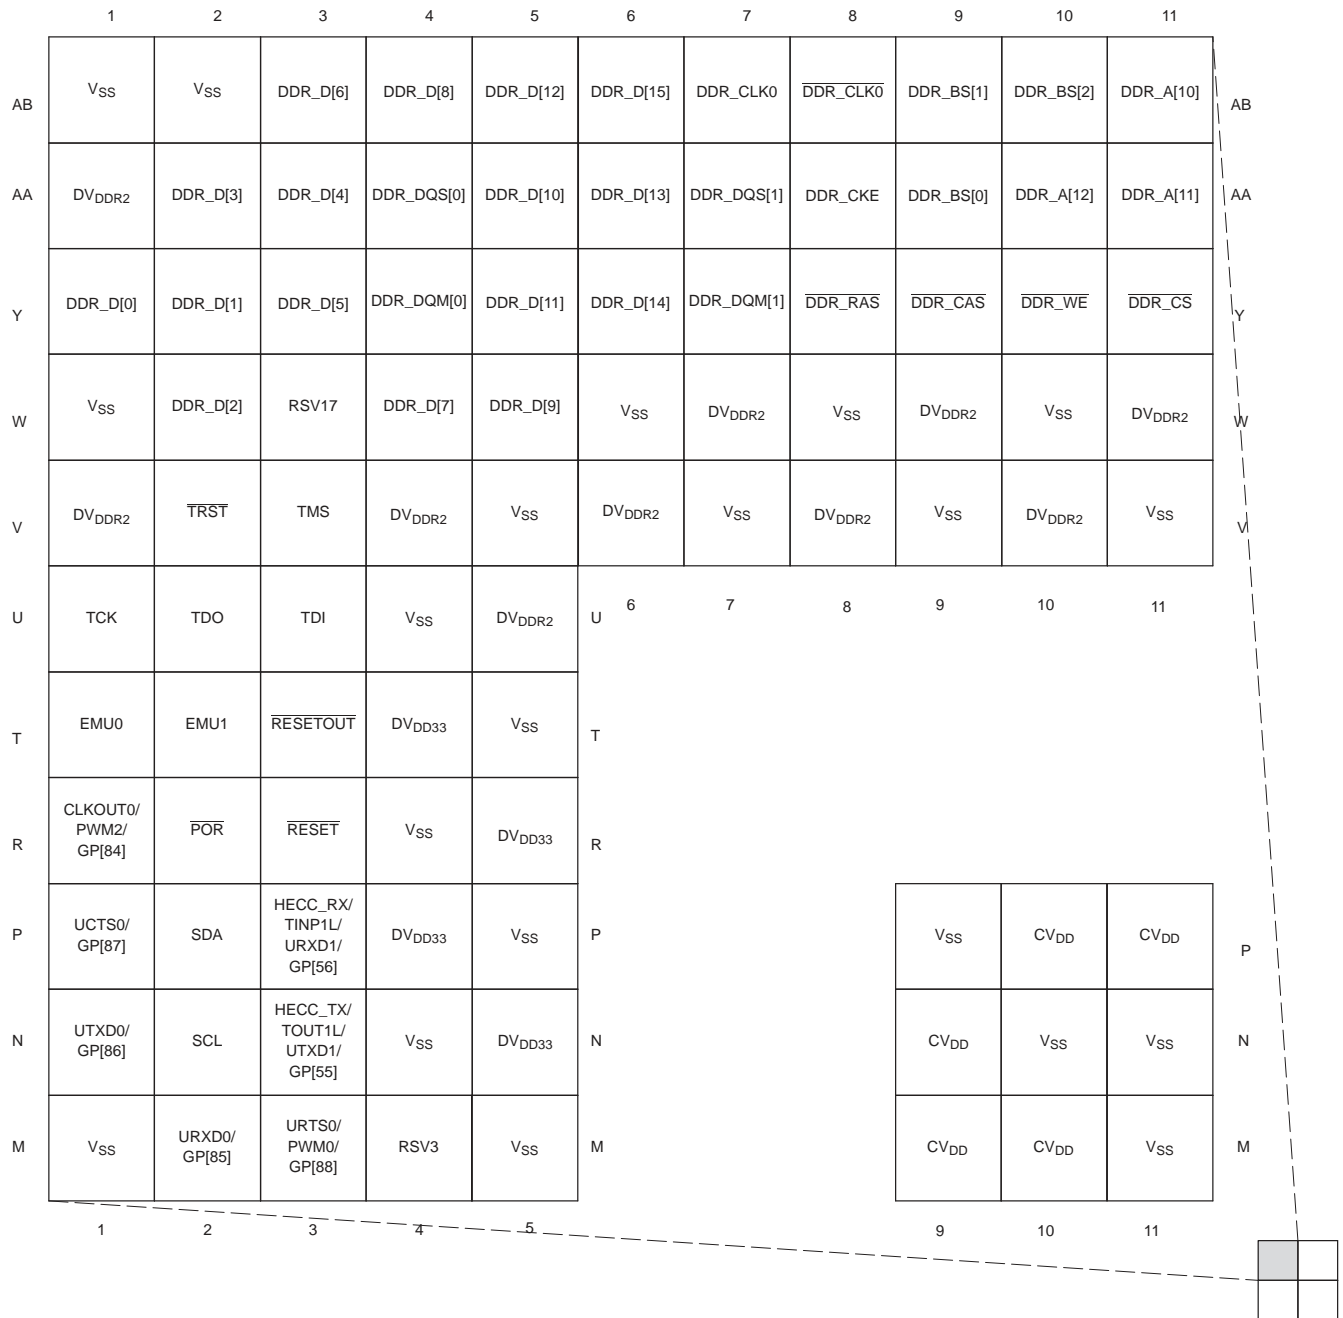 1 2 3 4 5 6 7 8 9 10 11
AB VSS VSS DDR_D[6] DDR_D[8] DDR_D[12] DDR_D[15] DDR_CLK0 DDR_CLK0 DDR_BS[1] DDR_BS[2] DDR_A[10] AB
AA DVDDR2 DDR_D[3] DDR_D[4] DDR_DQS[0] DDR_D[10] DDR_D[13] DDR_DQS[1] DDR_CKE DDR_BS[0] DDR_A[12] DDR_A[11] AA
Y DDR_D[0] DDR_D[1] DDR_D[5] DDR_DQM[0] DDR_D[11] DDR_D[14] DDR_DQM[1] DDR_RAS DDR_CAS DDR_WE DDR_CS Y
W VSS DDR_D[2] RSV17 DDR_D[7] DDR_D[9] VSS DVDDR2 VSS DVDDR2 VSS DVDDR2 W
V DVDDR2 TRST TMS DVDDR2 VSS DVDDR2 VSS DVDDR2 VSS DVDDR2 VSS V
U TCK TDO TDI VSS DVDDR2 U 6 7 8 9 10 11
T EMU0 EMU1 RESETOUT DVDD33 VSS T
CLKOUT0/
PWM2/
GP[84]
R POR RESET VSS DVDD33 R
UCTS0/
GP[87]
P SDA
HECC_RX/
TINP1L/
URXD1/
GP[56]
DVDD33 VSS P VSS CVDD CVDD P
UTXD0/
GP[86]
N SCL
HECC_TX/
TOUT1L/
UTXD1/
GP[55]
VSS DVDD33 N CVDD VSS VSS N
M VSS
URXD0/
GP[85]
URTS0/
PWM0/
GP[88]
RSV3 VSS M CVDD CVDD VSS M
1 2 3 4 5 9 10 11